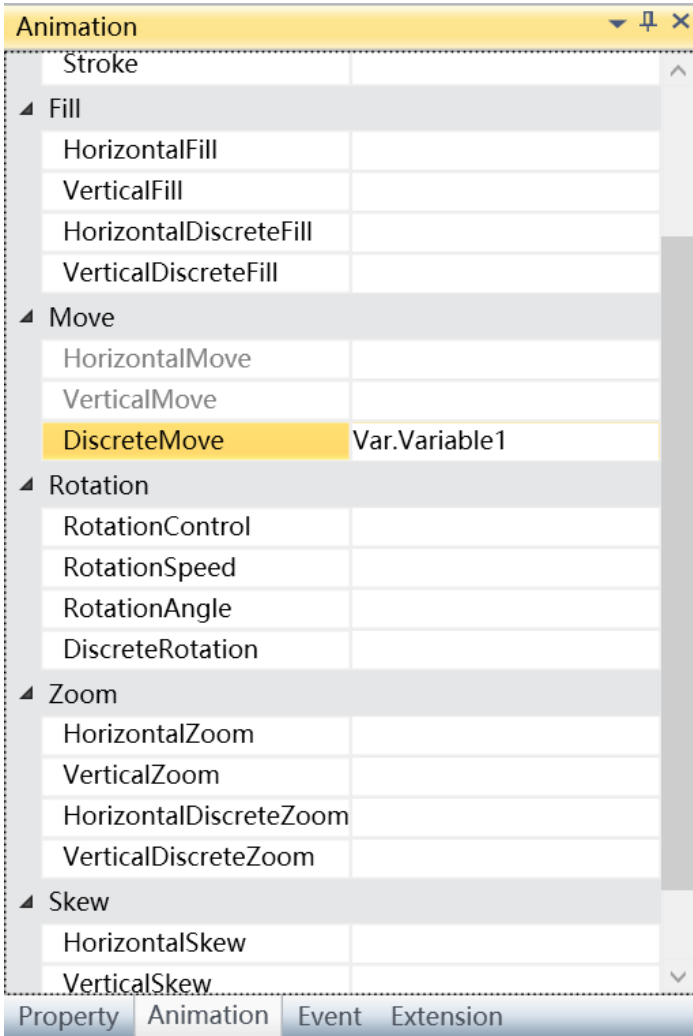 Animation
Stroke
Fill
HorizontalFill
VerticalFill
HorizontalDiscreteFill
VerticalDiscreteFill
Move
HorizontalMove
VerticalMove
DiscreteMove Var.Variable1
Rotation
RotationControl
RotationSpeed
RotationAngle
DiscreteRotation
Zoom
HorizontalZoom
VerticalZoom
HorizontalDiscreteZoom
VerticalDiscreteZoom
Skew
HorizontalSkew
VerticalSkew
Property Animation Event Extension